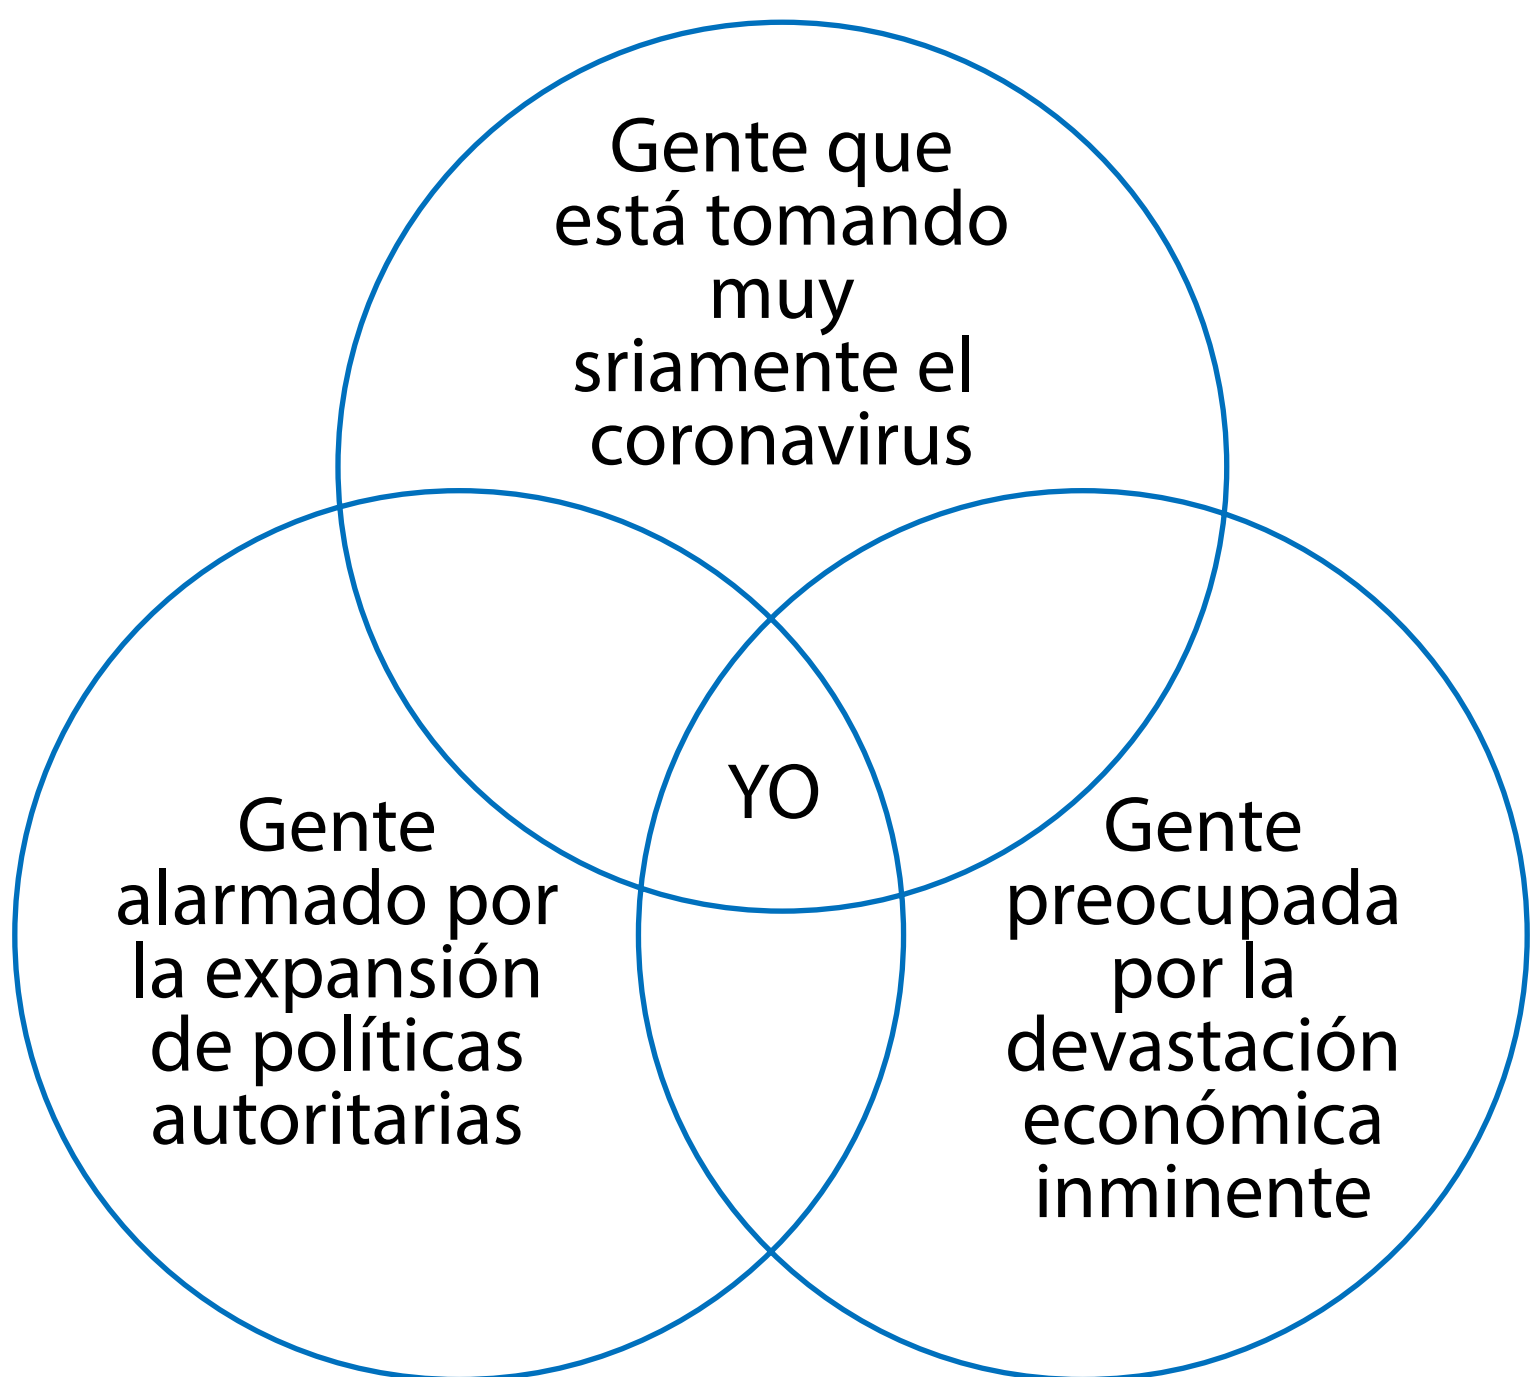 Gente que
está tomando
muy
sriamente el
coronavirus
YO
Gente
alarmado por
la expansión
de políticas
autoritarias
Gente
preocupada
por la
devastación
económica
inminente